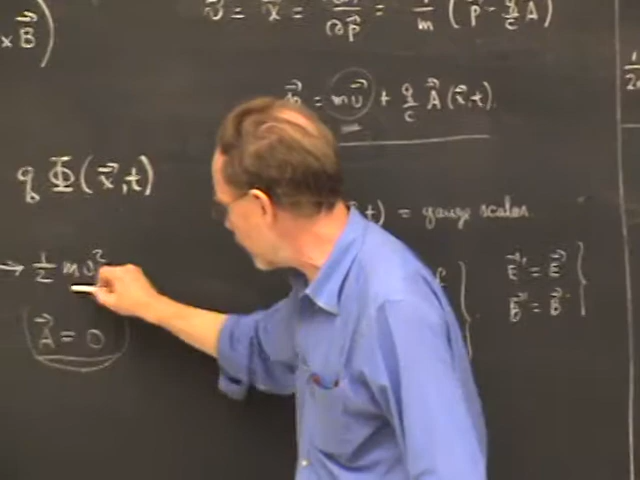 × B⃗ )
= 1/m ( p⃗ - q/c A⃗ )
= mv⃗ + q/c A⃗(x⃗,t).
q Φ(x⃗,t)
t) = gauge scalar.
→ 1/2 mv²
E⃗' = E⃗
B⃗' = B⃗
A⃗ = 0